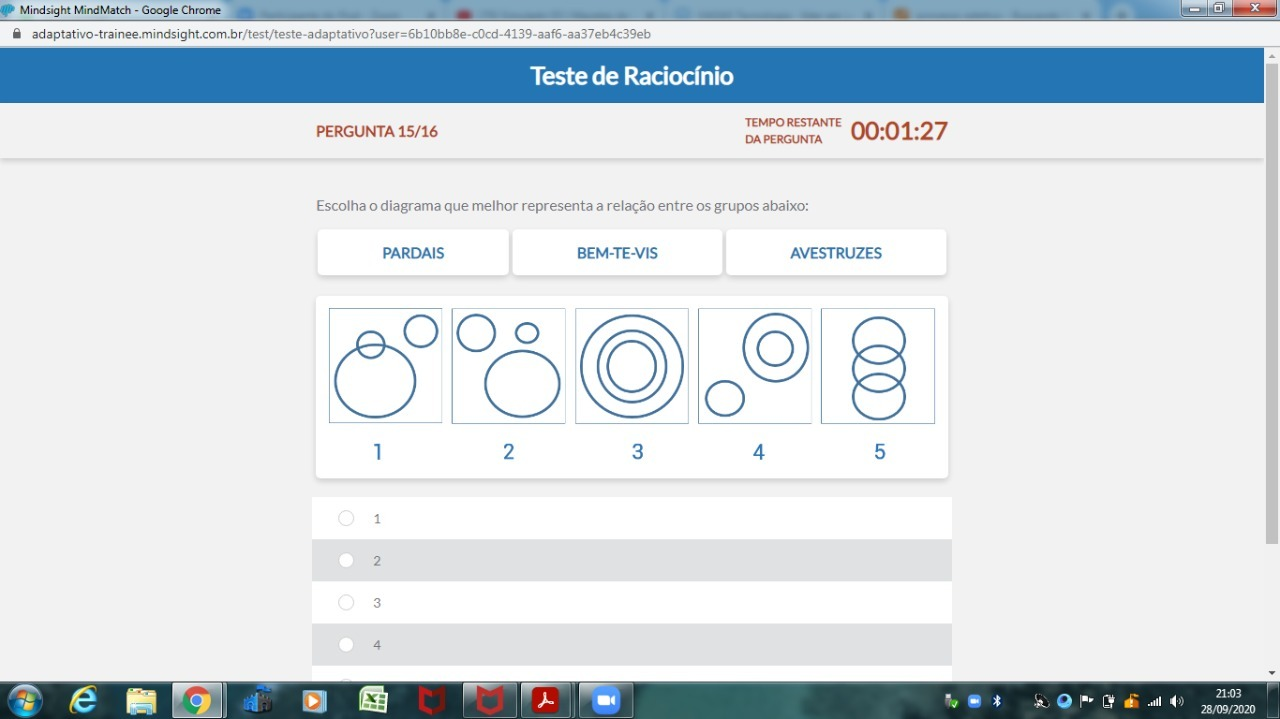 Mindsight MindMatch - Google Chrome
adaptativo-trainee.mindsight.com.br/test/teste-adaptativo?user=6b10bb8e-c0cd-4139-aaf6-aa37eb4c39eb
Teste de Raciocínio
PERGUNTA 15/16
TEMPO RESTANTE
DA PERGUNTA
00:01:27
Escolha o diagrama que melhor representa a relação entre os grupos abaixo:
PARDAIS BEM-TE-VIS AVESTRUZES
1 2 3 4 5
1
2
3
4
21:03
28/09/2020